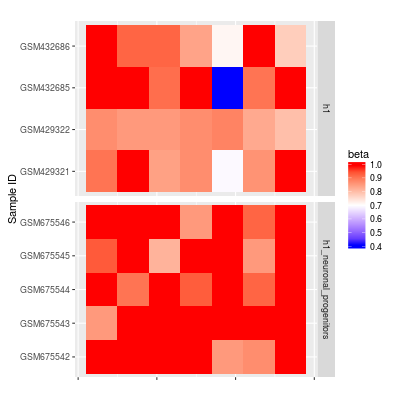 GSM432686
GSM432685
GSM429322
GSM429321
h1
GSM675546
GSM675545
GSM675544
GSM675543
GSM675542
h1_neuronal_progenitors
Sample ID
beta
1.0
0.9
0.8
0.7
0.6
0.5
0.4